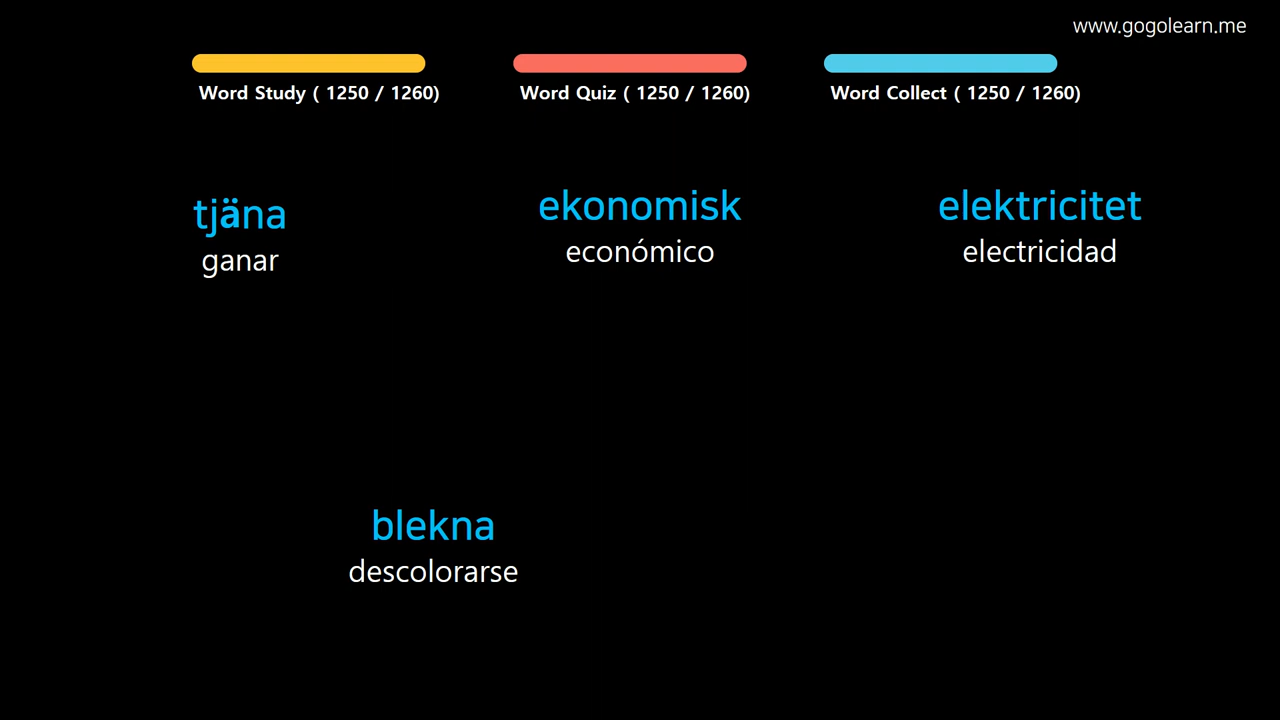 www.gogolearn.me
Word Study ( 1250 / 1260)
Word Quiz ( 1250 / 1260)
Word Collect ( 1250 / 1260)
tjäna
ganar
ekonomisk
económico
elektricitet
electricidad
blekna
descolorarse